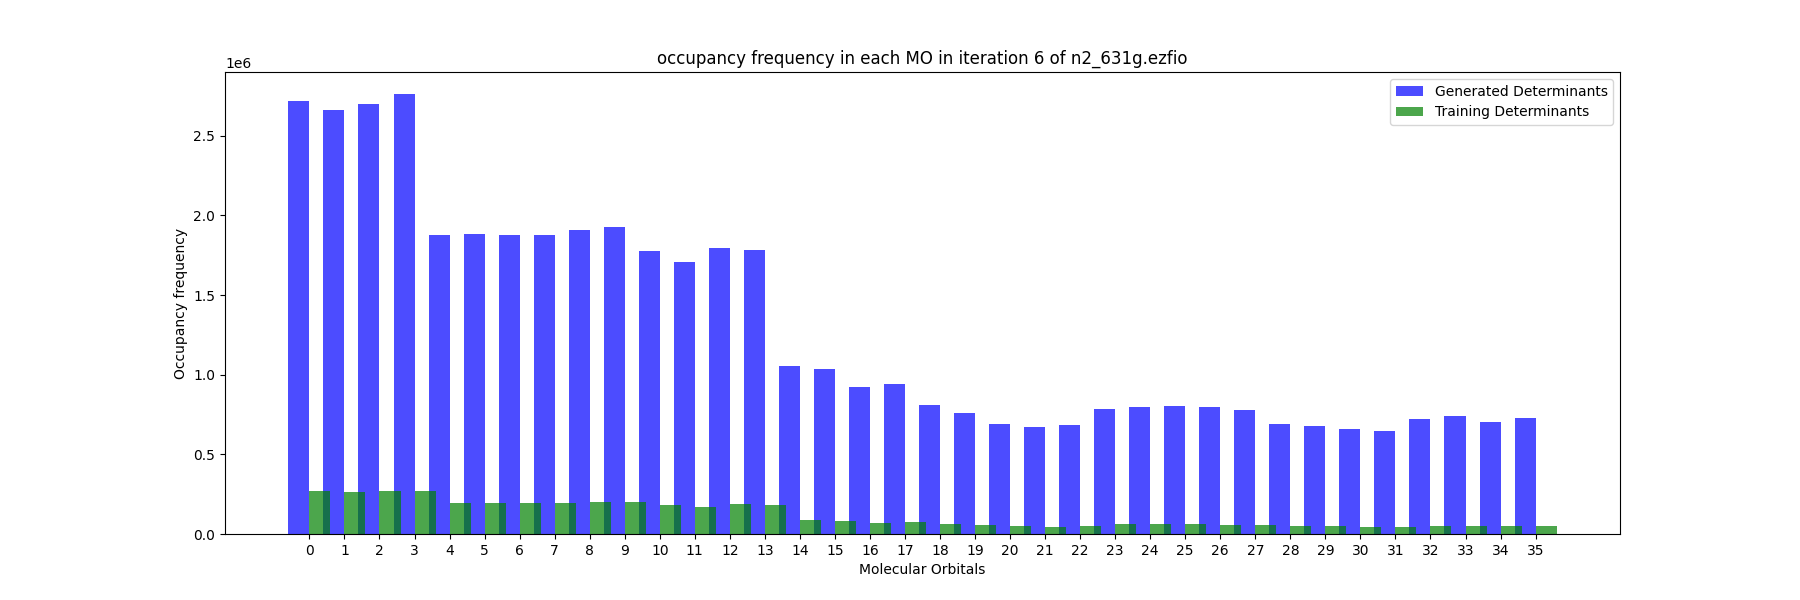 occupancy frequency in each MO in iteration 6 of n2_631g.ezfio
1e6
Generated Determinants
Training Determinants
2.5
2.0
1.5
1.0
0.5
0.0
Occupancy frequency
0 1 2 3 4 5 6 7 8 9 10 11 12 13 14 15 16 17 18 19 20 21 22 23 24 25 26 27 28 29 30 31 32 33 34 35
Molecular Orbitals